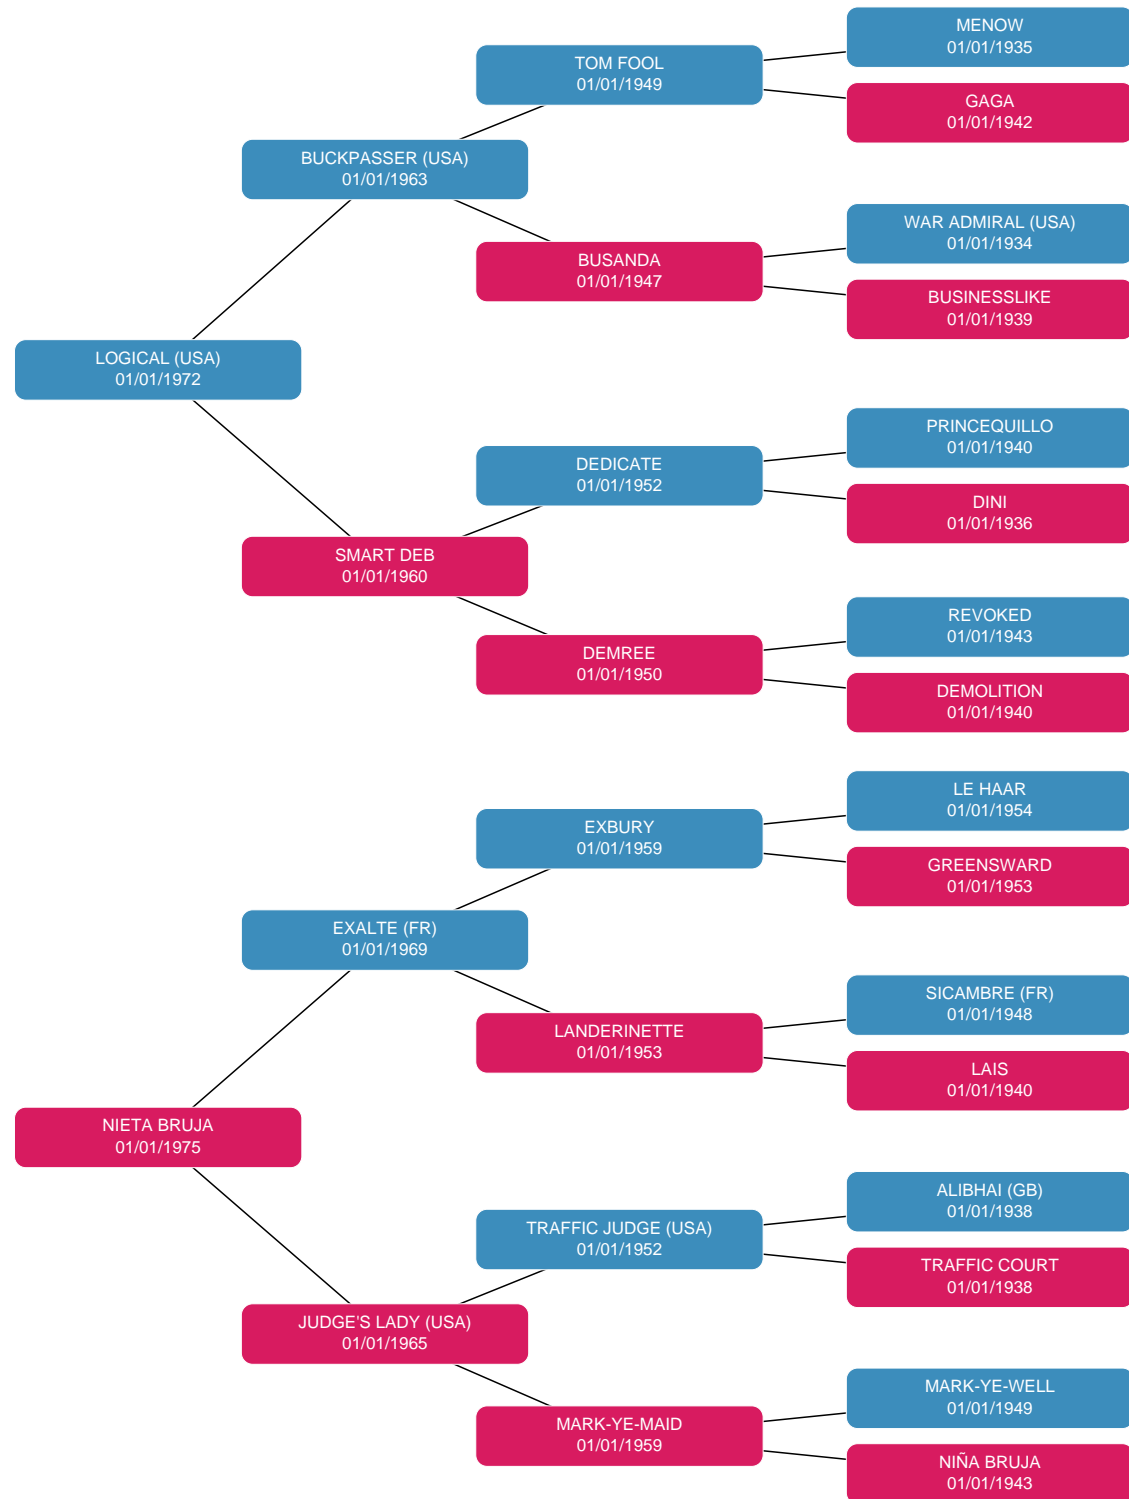 MENOW
01/01/1935
TOM FOOL
01/01/1949
GAGA
01/01/1942
BUCKPASSER (USA)
01/01/1963
WAR ADMIRAL (USA)
01/01/1934
BUSANDA
01/01/1947
BUSINESSLIKE
01/01/1939
LOGICAL (USA)
01/01/1972
PRINCEQUILLO
01/01/1940
DEDICATE
01/01/1952
DINI
01/01/1936
SMART DEB
01/01/1960
REVOKED
01/01/1943
DEMREE
01/01/1950
DEMOLITION
01/01/1940
LE HAAR
01/01/1954
EXBURY
01/01/1959
GREENSWARD
01/01/1953
EXALTE (FR)
01/01/1969
SICAMBRE (FR)
01/01/1948
LANDERINETTE
01/01/1953
LAIS
01/01/1940
NIETA BRUJA
01/01/1975
ALIBHAI (GB)
01/01/1938
TRAFFIC JUDGE (USA)
01/01/1952
TRAFFIC COURT
01/01/1938
JUDGE'S LADY (USA)
01/01/1965
MARK-YE-WELL
01/01/1949
MARK-YE-MAID
01/01/1959
NIÑA BRUJA
01/01/1943